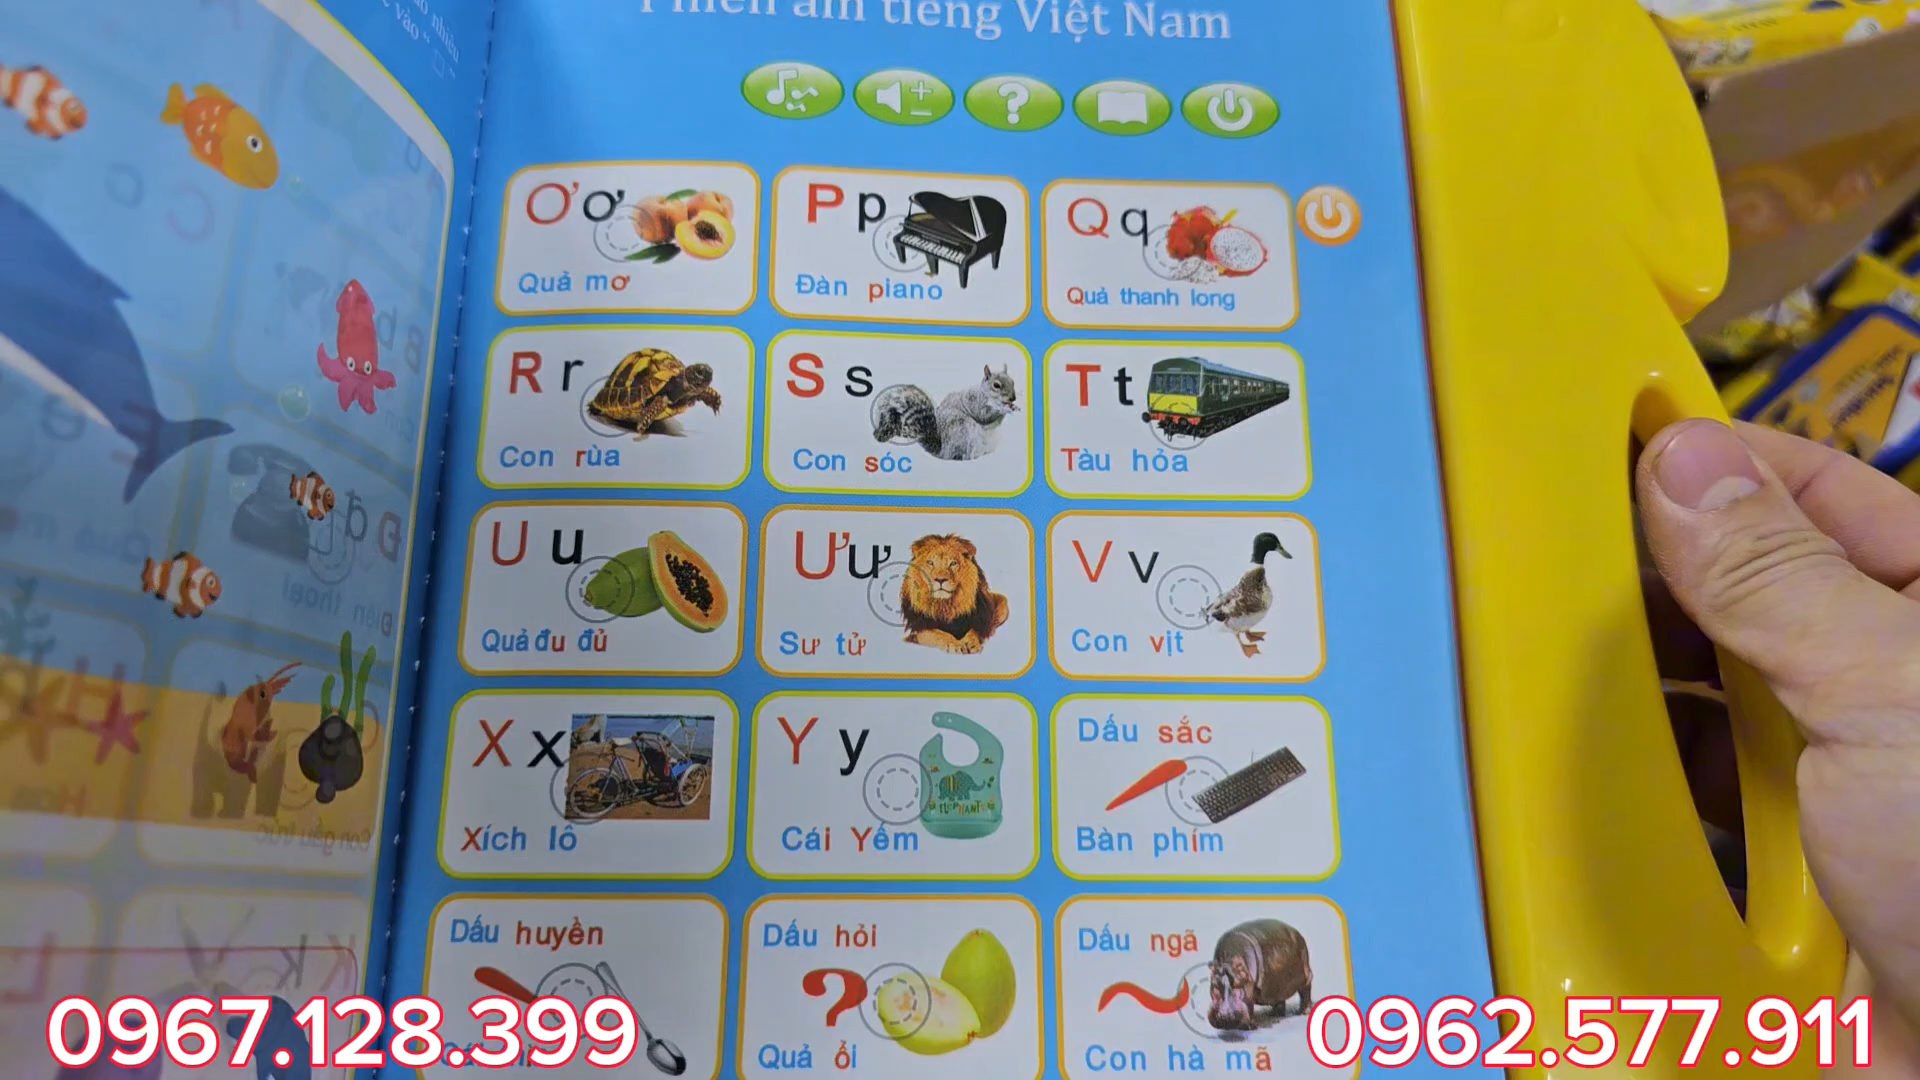 âm tiếng Việt Nam
Ơ ơ
Quả mơ
P p
Đàn piano
Q q
Quả thanh long
R r
Con rùa
S s
Con sóc
T t
Tàu hỏa
U u
Quả đu đủ
Ư ư
Sư tử
V v
Con vịt
X x
Xích lô
Y y
ELEPHANT
Cái Yếm
Dấu sắc
Bàn phím
Dấu huyền
Dấu hỏi
Quả ổi
Dấu ngã
Con hà mã
0967.128.399
0962.577.911